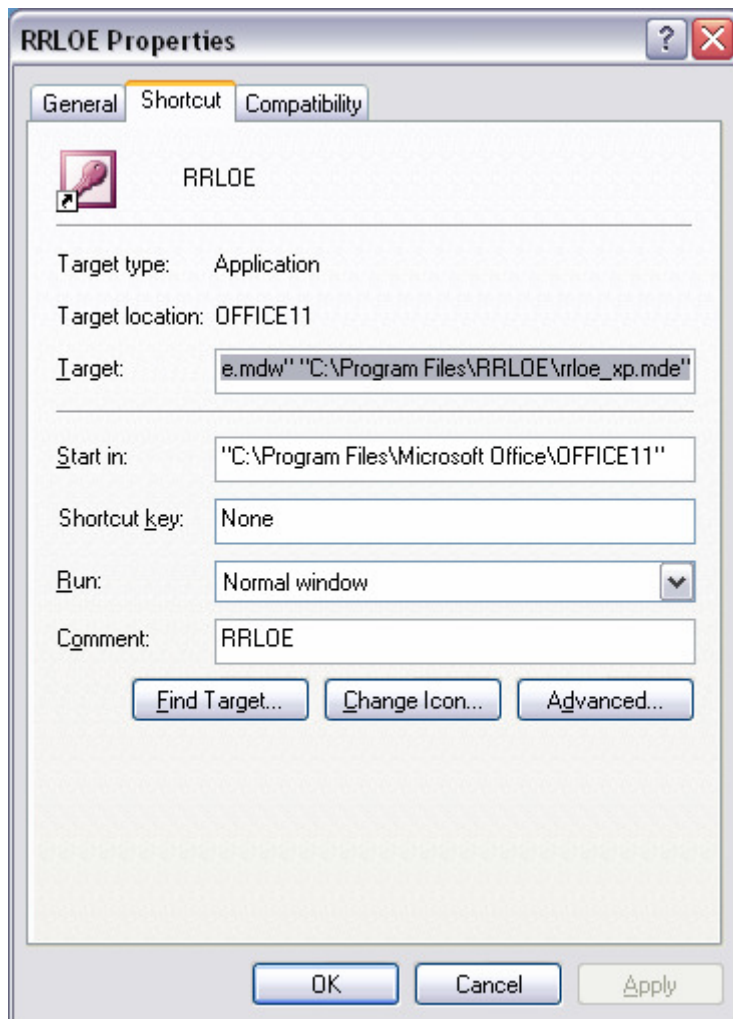 RRLOE Properties
General Shortcut Compatibility
RRLOE
Target type: Application
Target location: OFFICE11
Target: e.mdw" "C:\Program Files\RRLOE\rrloe_xp.mde"
Start in: "C:\Program Files\Microsoft Office\OFFICE11"
Shortcut key: None
Run: Normal window
Comment: RRLOE
Find Target... Change Icon... Advanced...
OK Cancel Apply